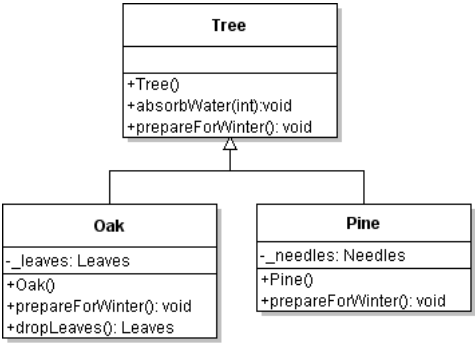 Tree
+Tree()
+absorbWater(int):void
+prepareForWinter(): void
Oak
-_leaves: Leaves
+Oak()
+prepareForWinter(): void
+dropLeaves(): Leaves
Pine
-_needles: Needles
+Pine()
+prepareForWinter(): void